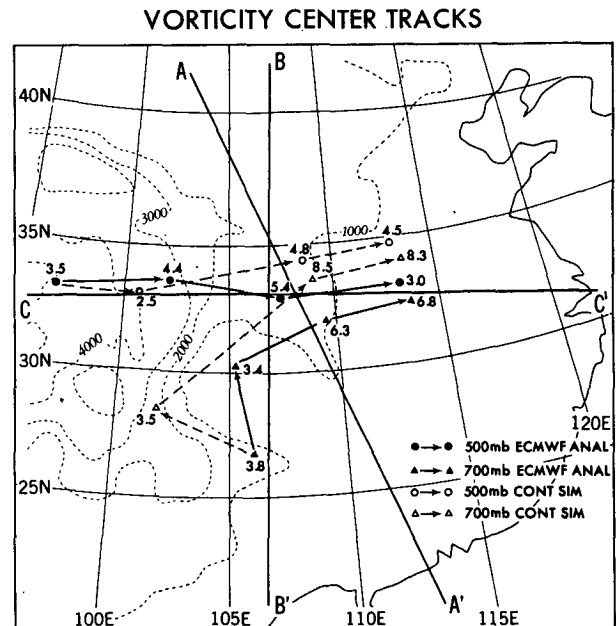 VORTICITY CENTER TRACKS
A
B
40N
3000
35N
1000
4.5
4.8
8.3
8.5
3.5
4.4
2.5
5.4
3.0
C
C'
6.8
6.3
30N
4000
2000
3.4
3.5
3.8
120E
500mb ECMWF ANAL
700mb ECMWF ANAL
500mb CONT SIM
700mb CONT SIM
25N
100E
105E
B'
110E
A'
115E